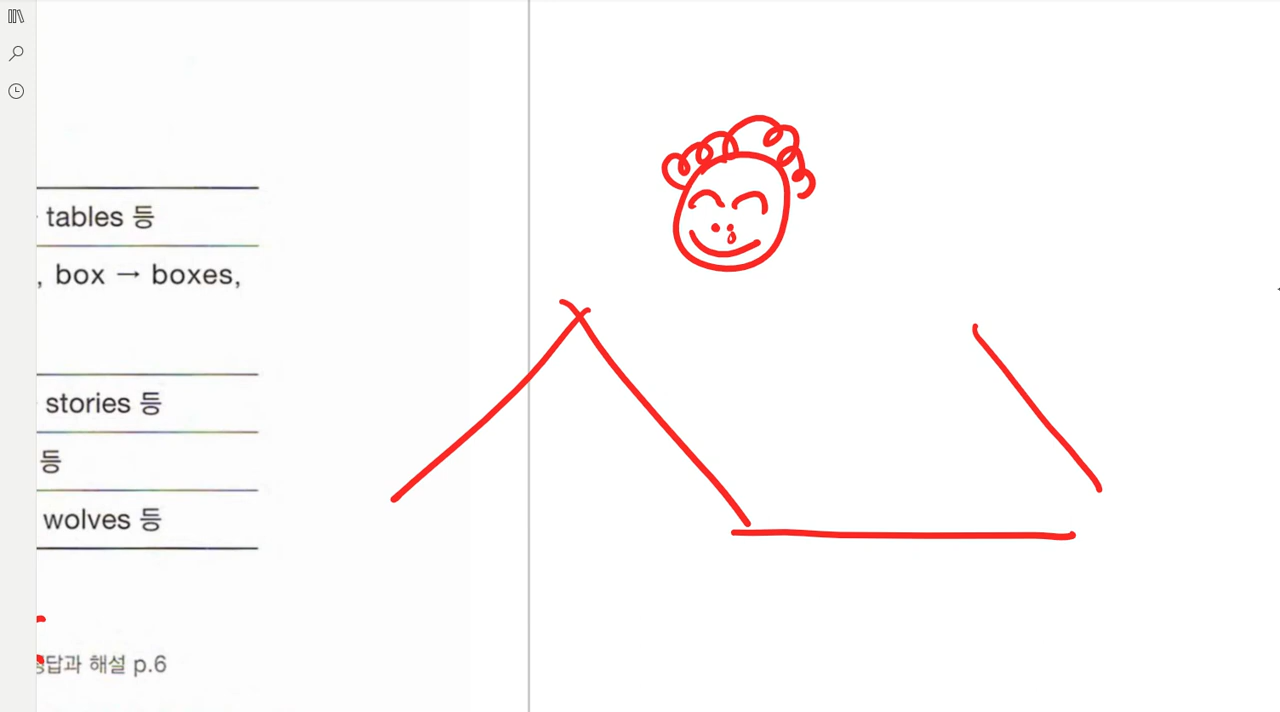 tables 등
, box → boxes,
stories 등
등
wolves 등
답과 해설 p.6